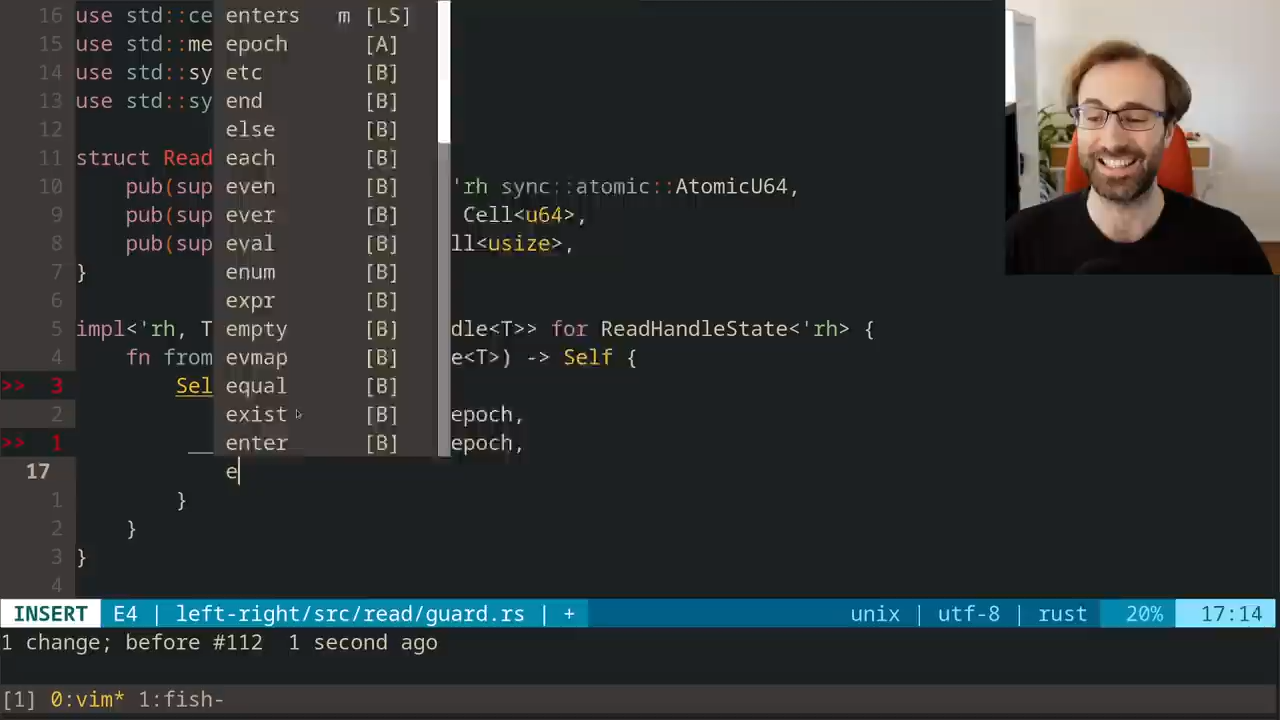 16 use std::ce enters m [LS]
15 use std::me epoch [A]
14 use std::sy etc [B]
13 use std::sy end [B]
12 else [B]
11 struct Read each [B]
10 pub(sup even [B] 'rh sync::atomic::AtomicU64,
9 pub(sup ever [B] Cell<u64>,
8 pub(sup eval [B] ll<usize>,
7 } enum [B]
6 expr [B]
5 impl<'rh, T empty [B] dle<T>> for ReadHandleState<'rh> {
4 fn from evmap [B] e<T>) -> Self {
>> 3 Sel equal [B]
2 exist [B] epoch,
>> 1 __ enter [B] epoch,
17 e
1 }
2 }
3 }
4
INSERT E4 | left-right/src/read/guard.rs | + unix | utf-8 | rust 20% 17:14
1 change; before #112 1 second ago
[1] 0:vim* 1:fish-